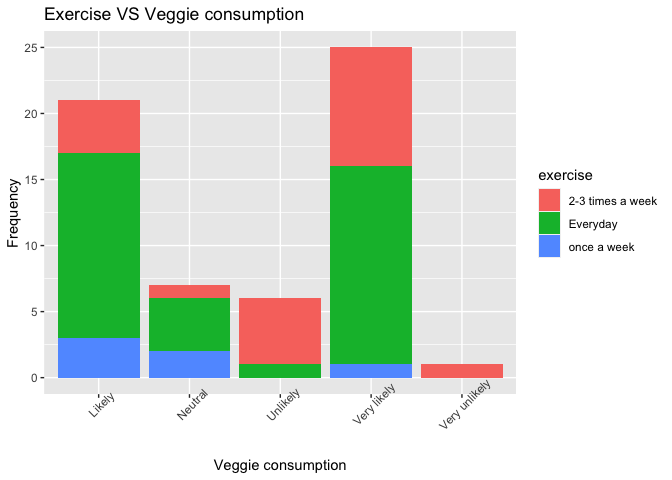 Exercise VS Veggie consumption
Frequency
25
20
15
10
5
0
Likely
Neutral
Unlikely
Very likely
Very unlikely
Veggie consumption
exercise
2-3 times a week
Everyday
once a week